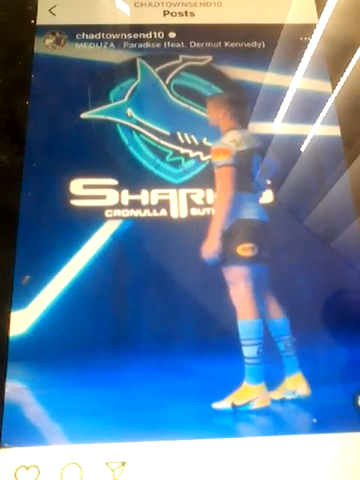 CHADTOWNSEND10
Posts
chadtownsend10
MEDUZA - Paradise (feat. Dermot Kennedy)
SHARKS
CRONULLA